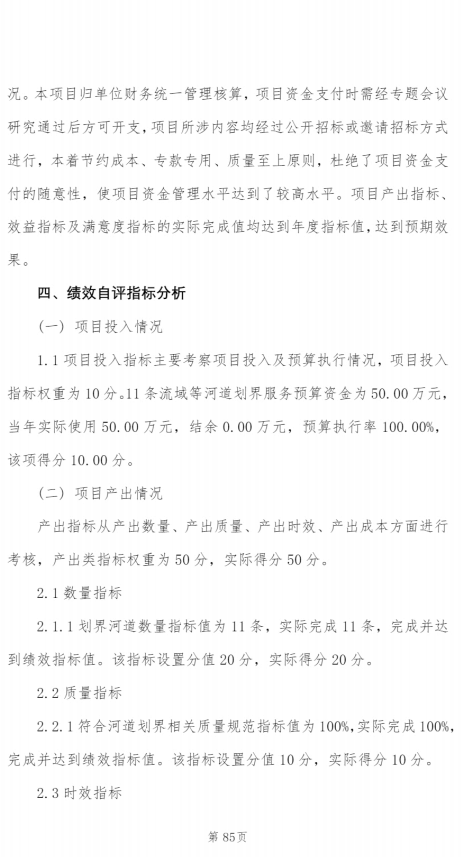 况。本项目归单位财务统一管理核算，项目资金支付时需经专题会议
研究通过后方可开支，项目所涉内容均经过公开招标或邀请招标方式
进行，本着节约成本、专款专用、质量至上原则，杜绝了项目资金支
付的随意性，使项目资金管理水平达到了较高水平。项目产出指标、
效益指标及满意度指标的实际完成值均达到年度指标值，达到预期效
果。
四、绩效自评指标分析
（一）项目投入情况
1.1 项目投入指标主要考察项目投入及预算执行情况，项目投入
指标权重为 10 分。11 条流域等河道划界服务预算资金为 50.00 万元，
当年实际使用 50.00 万元，结余 0.00 万元，预算执行率 100.00%，
该项得分 10.00 分。
（二）项目产出情况
产出指标从产出数量、产出质量、产出时效、产出成本方面进行
考核，产出类指标权重为 50 分，实际得分 50 分。
2.1 数量指标
2.1.1 划界河道数量指标值为 11 条，实际完成 11 条，完成并达
到绩效指标值。该指标设置分值 20 分，实际得分 20 分。
2.2 质量指标
2.2.1 符合河道划界相关质量规范指标值为 100%，实际完成 100%，
完成并达到绩效指标值。该指标设置分值 10 分，实际得分 10 分。
2.3 时效指标
第 85页